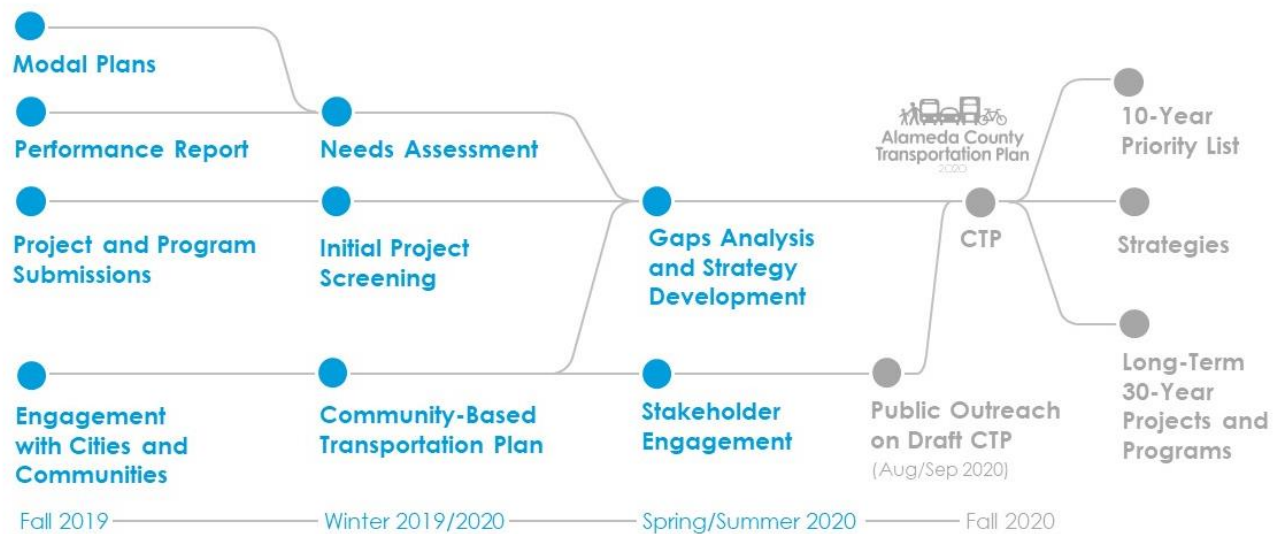 Modal Plans
Performance Report
Project and Program
Submissions
Engagement
with Cities and
Communities
Needs Assessment
Initial Project
Screening
Community-Based
Transportation Plan
Gaps Analysis
and Strategy
Development
Stakeholder
Engagement
Public Outreach
on Draft CTP
(Aug/Sep 2020)
Alameda County
Transportation Plan
2020
CTP
10-Year
Priority List
Strategies
Long-Term
30-Year
Projects and
Programs
Fall 2019
Winter 2019/2020
Spring/Summer 2020
Fall 2020